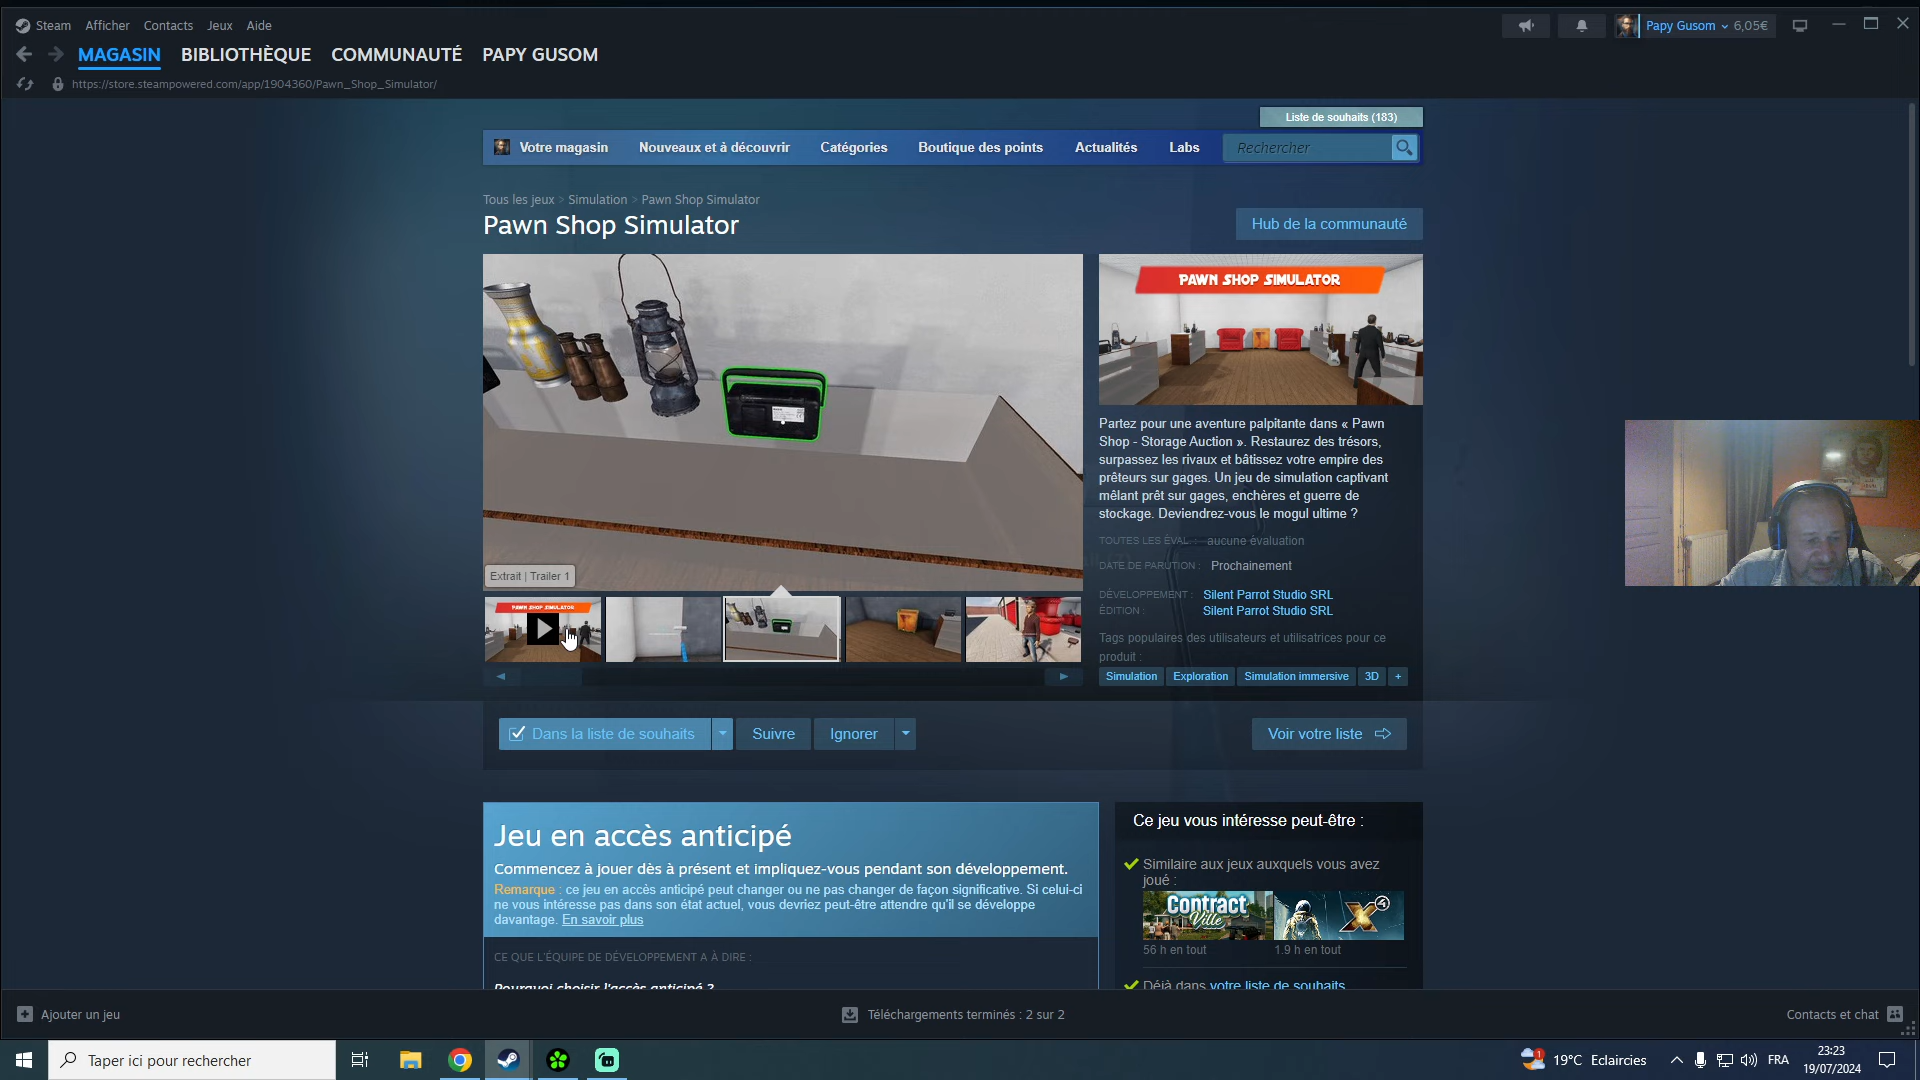 Steam Afficher Contacts Jeux Aide
Papy Gusom 6,05€
MAGASIN BIBLIOTHÈQUE COMMUNAUTÉ PAPY GUSOM
https://store.steampowered.com/app/1904360/Pawn_Shop_Simulator/
Liste de souhaits (183)
Votre magasin Nouveaux et à découvrir Catégories Boutique des points Actualités Labs Rechercher
Tous les jeux > Simulation > Pawn Shop Simulator
Pawn Shop Simulator
Hub de la communauté
PAWN SHOP SIMULATOR
Partez pour une aventure palpitante dans « Pawn
Shop - Storage Auction ». Restaurez des trésors,
surpassez les rivaux et bâtissez votre empire des
prêteurs sur gages. Un jeu de simulation captivant
mêlant prêt sur gages, enchères et guerre de
stockage. Deviendrez-vous le mogul ultime ?
TOUTES LES ÉVAL. : aucune évaluation
DATE DE PARUTION : Prochainement
DÉVELOPPEMENT : Silent Parrot Studio SRL
ÉDITION : Silent Parrot Studio SRL
Tags populaires des utilisateurs et utilisatrices pour ce
produit :
Simulation Exploration Simulation immersive 3D +
Extrait | Trailer 1
PAWN SHOP SIMULATOR
Dans la liste de souhaits Suivre Ignorer Voir votre liste
Jeu en accès anticipé
Commencez à jouer dès à présent et impliquez-vous pendant son développement.
Remarque : ce jeu en accès anticipé peut changer ou ne pas changer de façon significative. Si celui-ci
ne vous intéresse pas dans son état actuel, vous devriez peut-être attendre qu'il se développe
davantage. En savoir plus
CE QUE L'ÉQUIPE DE DÉVELOPPEMENT A À DIRE :
Pourquoi choisir l'accès anticipé ?
Ce jeu vous intéresse peut-être :
Similaire aux jeux auxquels vous avez
joué :
Contract Ville X4
56 h en tout 1.9 h en tout
Déjà dans votre liste de souhaits
Ajouter un jeu
Téléchargements terminés : 2 sur 2
Contacts et chat
Taper ici pour rechercher
1 19°C Eclaircies FRA
23:23
19/07/2024